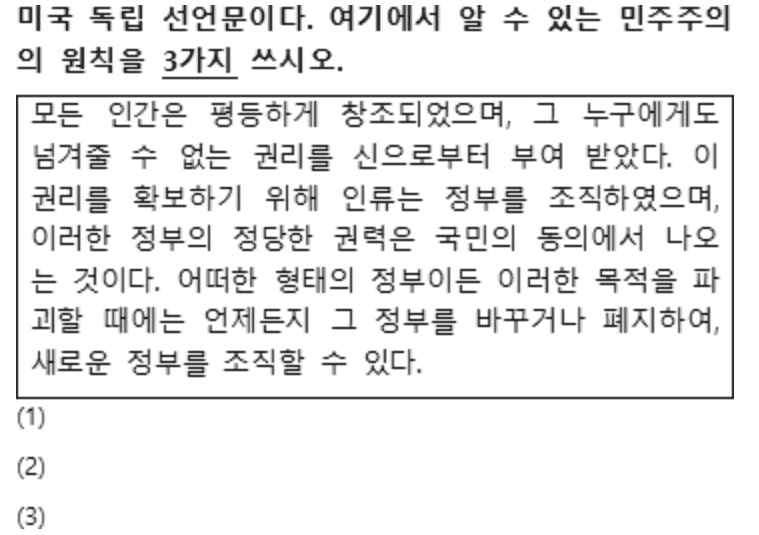 미국 독립 선언문이다. 여기에서 알 수 있는 민주주의
의 원칙을 3가지 쓰시오.
모든 인간은 평등하게 창조되었으며, 그 누구에게도
넘겨줄 수 없는 권리를 신으로부터 부여 받았다. 이
권리를 확보하기 위해 인류는 정부를 조직하였으며,
이러한 정부의 정당한 권력은 국민의 동의에서 나오
는 것이다. 어떠한 형태의 정부이든 이러한 목적을 파
괴할 때에는 언제든지 그 정부를 바꾸거나 폐지하여,
새로운 정부를 조직할 수 있다.
(1)
(2)
(3)